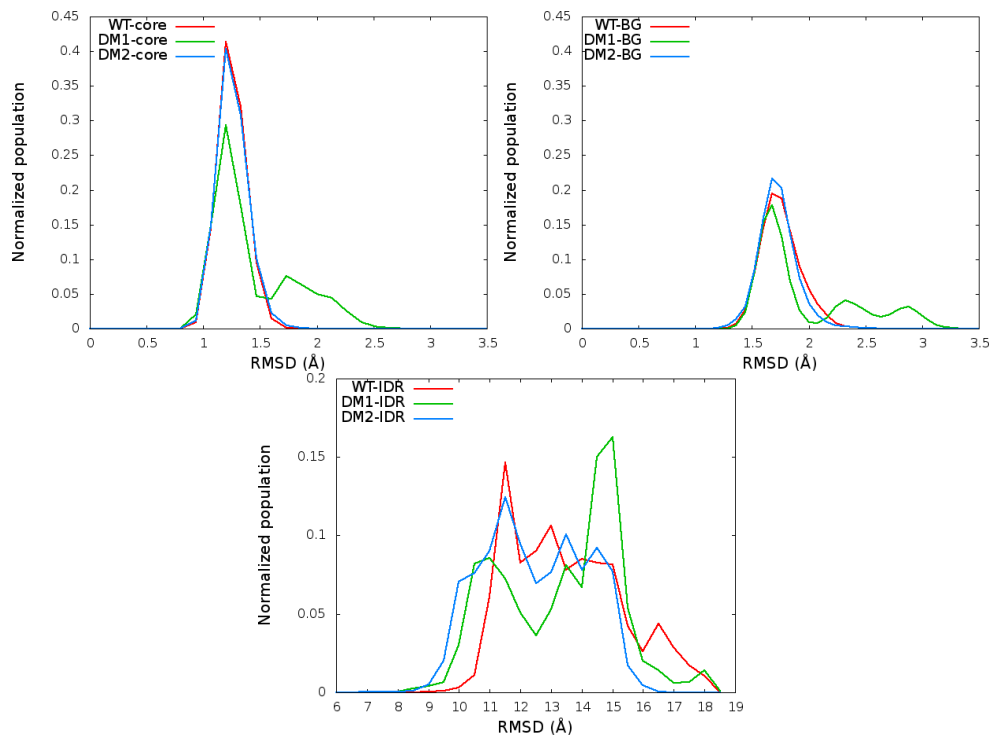 WT-core
DM1-core
DM2-core
0.45
0.4
0.35
0.3
0.25
0.2
0.15
0.1
0.05
0
0 0.5 1 1.5 2 2.5 3 3.5
Normalized population
RMSD (Å)
WT-BG
DM1-BG
DM2-BG
0.45
0.4
0.35
0.3
0.25
0.2
0.15
0.1
0.05
0
0 0.5 1 1.5 2 2.5 3 3.5
Normalized population
RMSD (Å)
WT-IDR
DM1-IDR
DM2-IDR
0.2
0.15
0.1
0.05
0
6 7 8 9 10 11 12 13 14 15 16 17 18 19
Normalized population
RMSD (Å)